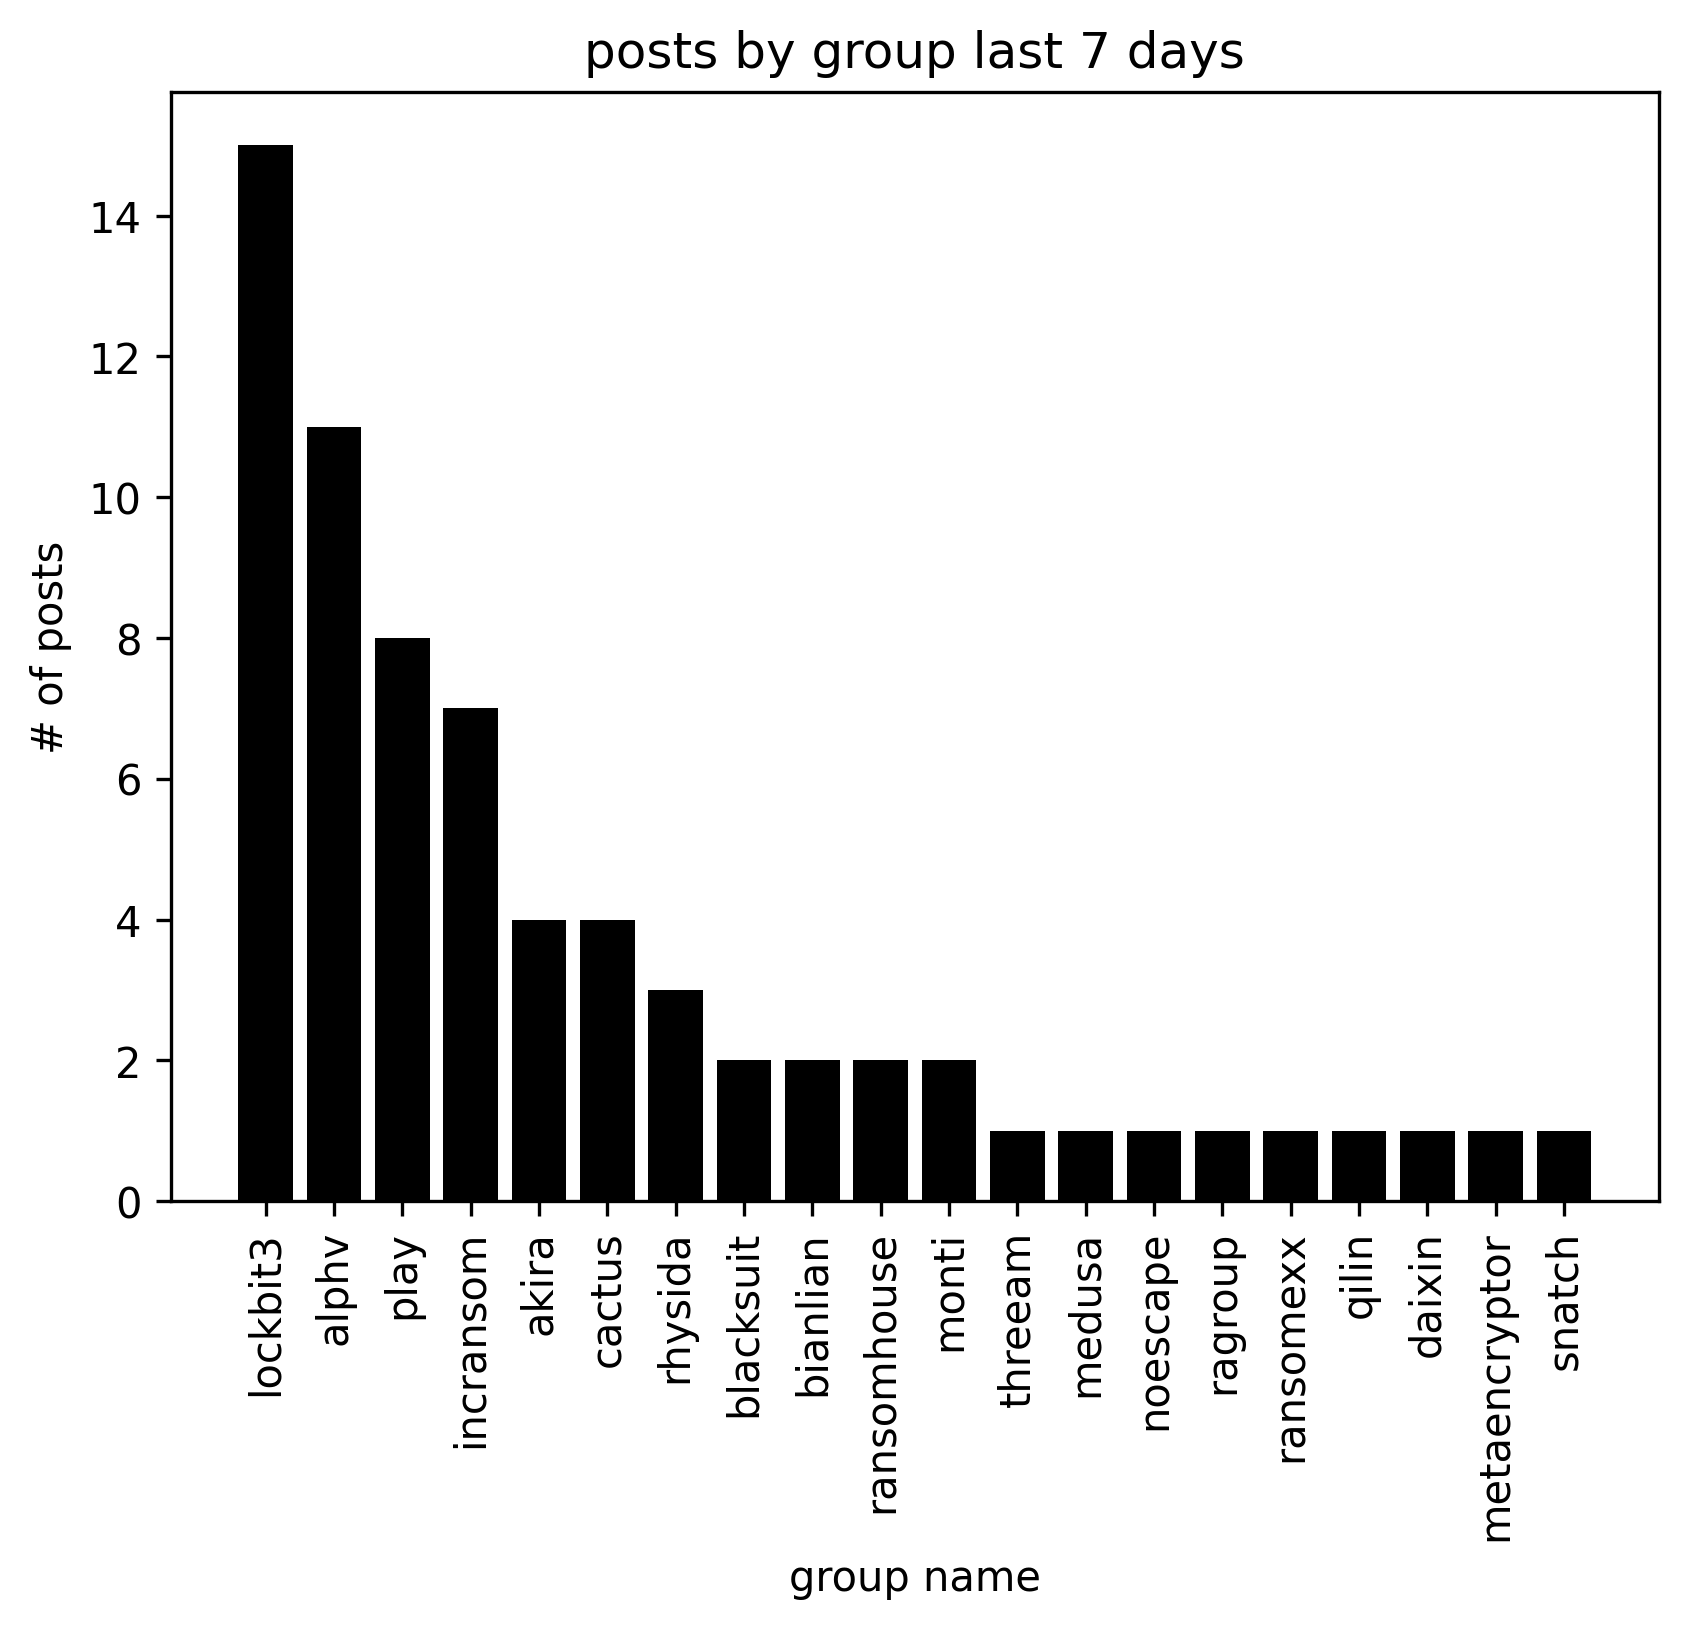 posts by group last 7 days
# of posts
14
12
10
8
6
4
2
0
lockbit3
alphv
play
incransom
akira
cactus
rhysida
blacksuit
bianlian
ransomhouse
monti
threeam
medusa
noescape
ragroup
ransomexx
qilin
daixin
metaencryptor
snatch
group name